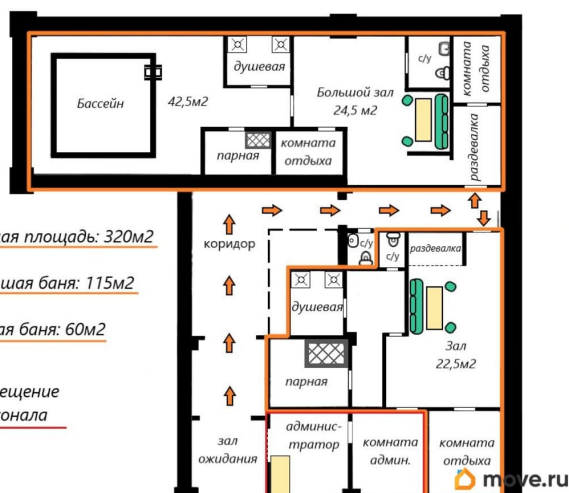 душевая
с/у
комната
отдыха
Бассейн
42,5м2
Большой зал
24,5 м2
парная
комната
отдыха
раздевалка
ая площадь: 320м2
коридор
с/у
с/у
раздевалка
шая баня: 115м2
душевая
ая баня: 60м2
Зал
22,5м2
парная
ещение
онала
зал
ожидания
админис-
тратор
комната
админ.
комната
отдыха
move.ru